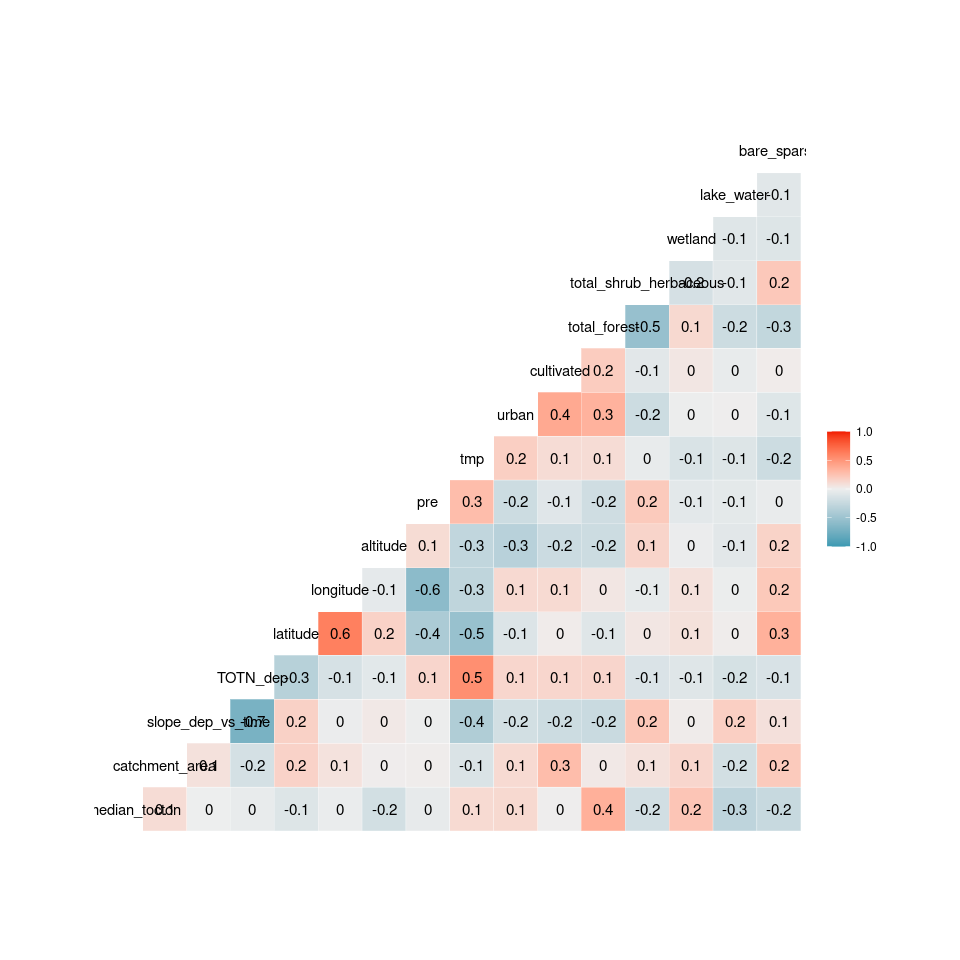 bare_spars
lake_water -0.1
wetland -0.1 -0.1
total_shrub_herbaceous -0.2 -0.1 0.2
total_forest -0.5 0.1 -0.2 -0.3
cultivated 0.2 -0.1 0 0 0
urban 0.4 0.3 -0.2 0 0 -0.1
tmp 0.2 0.1 0.1 0 -0.1 -0.1 -0.2
pre 0.3 -0.2 -0.1 -0.2 0.2 -0.1 -0.1 0
altitude 0.1 -0.3 -0.3 -0.2 -0.2 0.1 0 -0.1 0.2
longitude -0.1 -0.6 -0.3 0.1 0.1 0 -0.1 0.1 0 0.2
latitude 0.6 0.2 -0.4 -0.5 -0.1 0 -0.1 0 0.1 0 0.3
TOTN_dep -0.3 -0.1 -0.1 0.1 0.5 0.1 0.1 0.1 -0.1 -0.1 -0.2 -0.1
slope_dep_vs_time -0.7 0.2 0 0 0 -0.4 -0.2 -0.2 -0.2 0.2 0 0.2 0.1
catchment_area 0.1 -0.2 0.2 0.1 0 0 -0.1 0.1 0.3 0 0.1 0.1 -0.2 0.2
nedian_tocton 0.1 0 0 -0.1 0 -0.2 0 0.1 0.1 0 0.4 -0.2 0.2 -0.3 -0.2
1.0
0.5
0.0
-0.5
-1.0